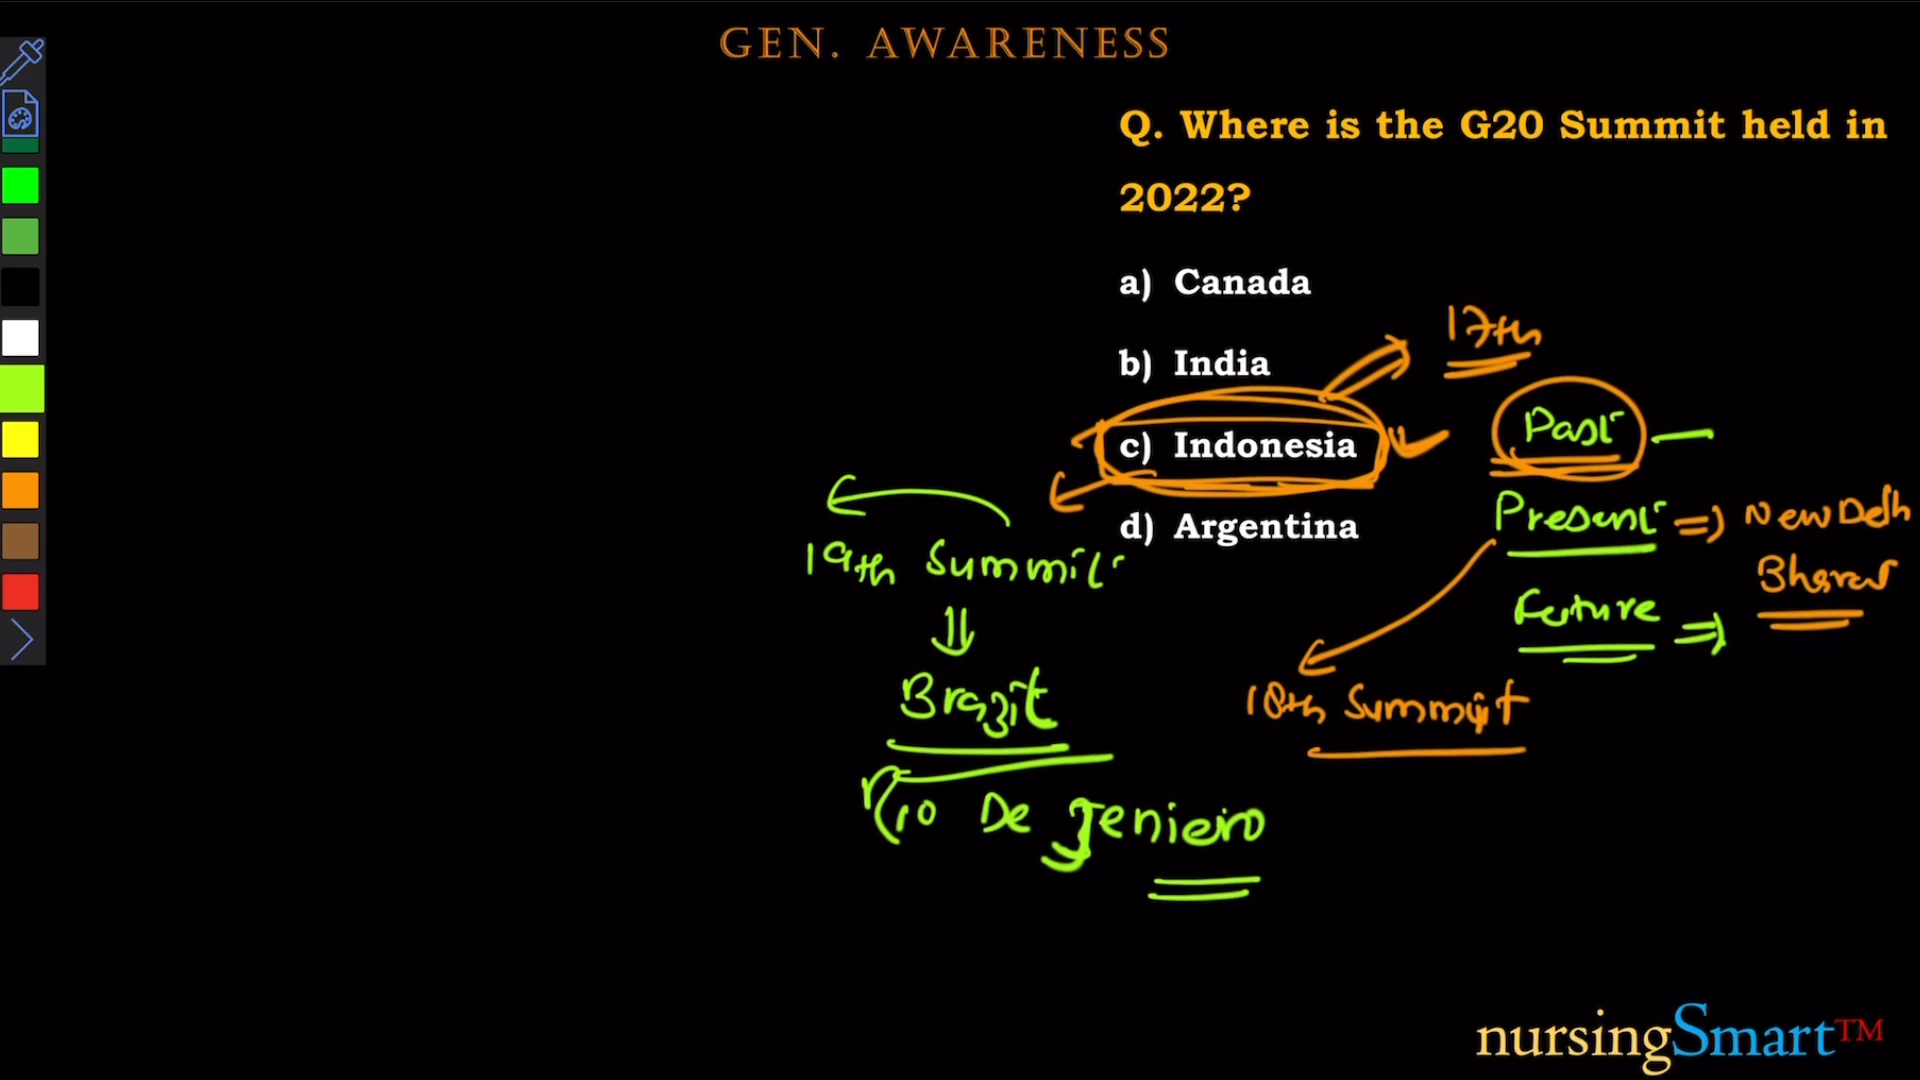 GEN. AWARENESS
Q. Where is the G20 Summit held in
2022?
a) Canada
b) India
17th
c) Indonesia
Past
d) Argentina
Present ⇒ New Delh
Bharat
Future ⇒
19th Summit
⇓
Brazil
Rio De Jeniero
18th Summit
nursingSmart™